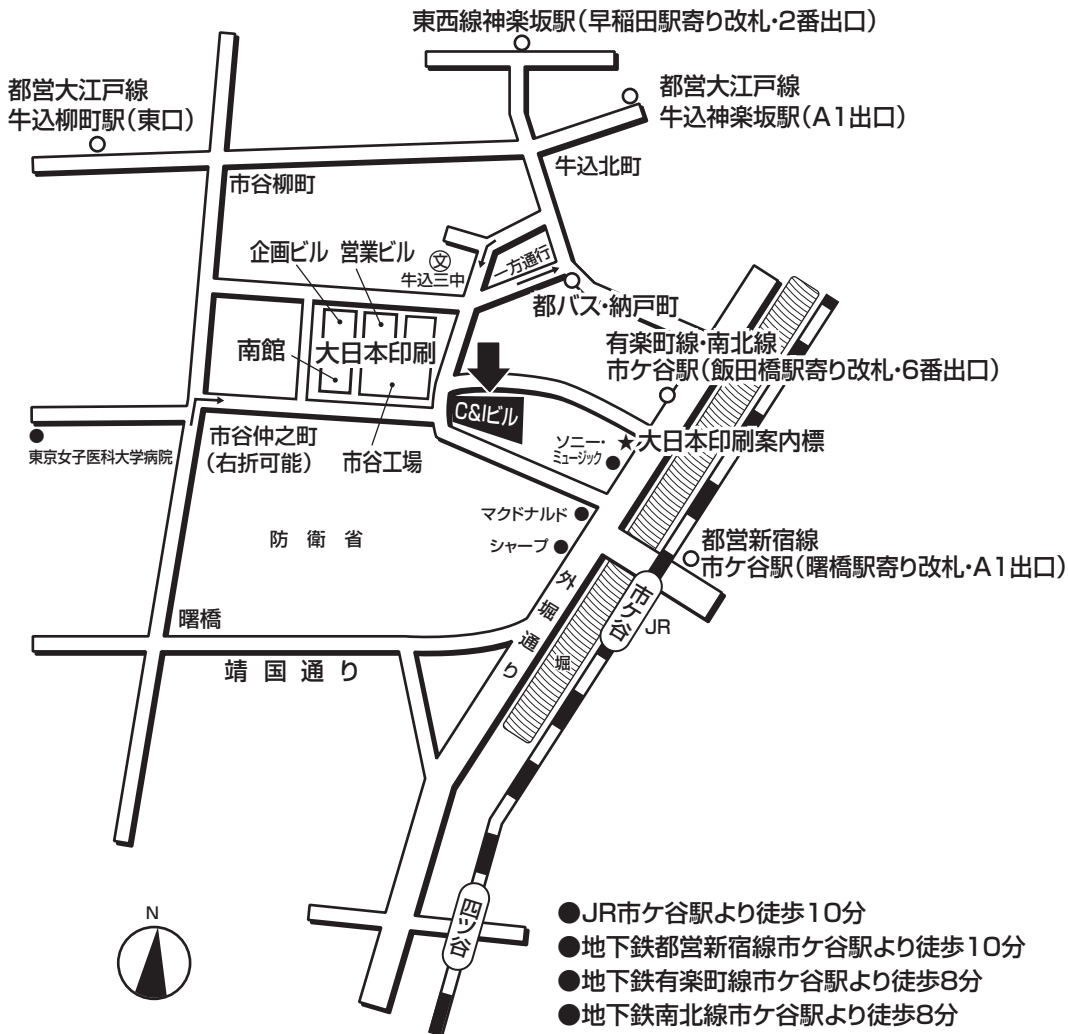 東西線神楽坂駅（早稲田駅寄り改札・2番出口）
都営大江戸線
牛込柳町駅（東口）
都営大江戸線
牛込神楽坂駅（A1出口）
牛込北町
市谷柳町
企画ビル
営業ビル
文
牛込三中
一方通行
都バス・納戸町
南館
大日本印刷
有楽町線・南北線
市ケ谷駅（飯田橋駅寄り改札・6番出口）
C&Iビル
東京女子医科大学病院
市谷仲之町
（右折可能）
市谷工場
ソニー・
ミュージック
★大日本印刷案内標
マクドナルド
シャープ
防衛省
都営新宿線
市ケ谷駅（曙橋駅寄り改札・A1出口）
外堀通り
市ケ谷
JR
堀
曙橋
靖国通り
四ツ谷
N
●JR市ケ谷駅より徒歩10分
●地下鉄都営新宿線市ケ谷駅より徒歩10分
●地下鉄有楽町線市ケ谷駅より徒歩8分
●地下鉄南北線市ケ谷駅より徒歩8分